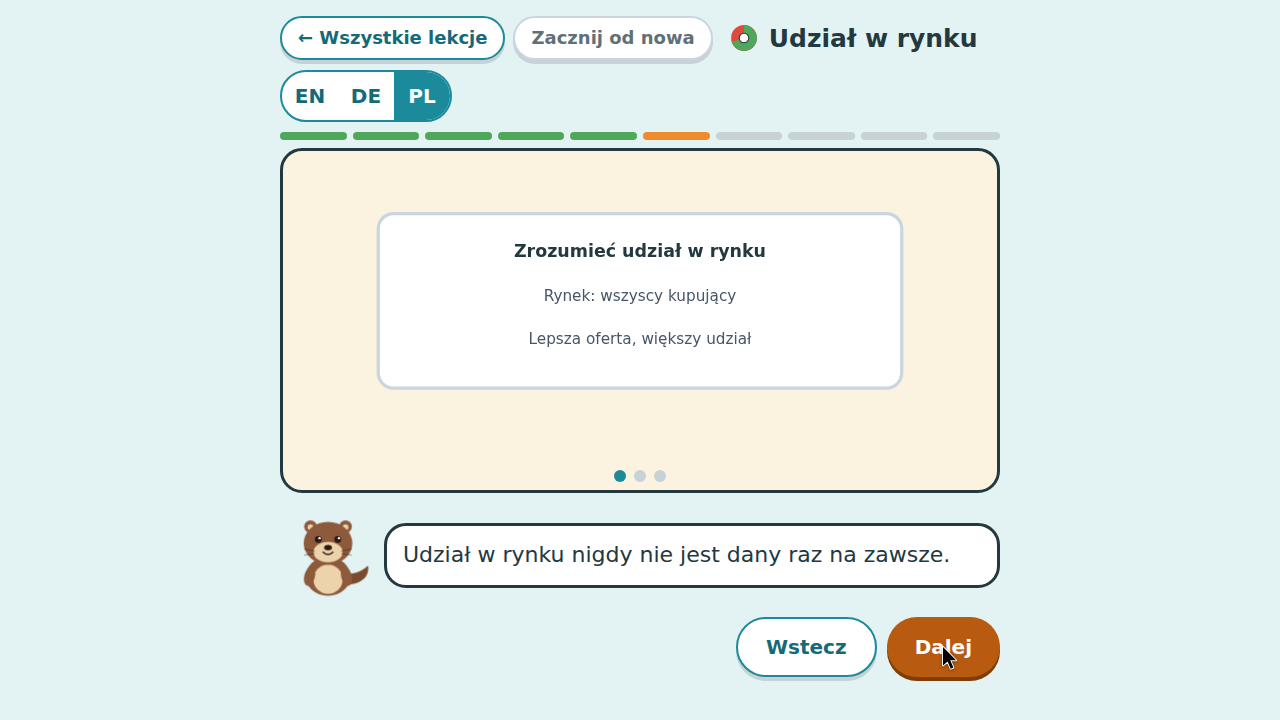 ← Wszystkie lekcje
Zacznij od nowa
Udział w rynku
EN DE PL
Zrozumieć udział w rynku
Rynek: wszyscy kupujący
Lepsza oferta, większy udział
Udział w rynku nigdy nie jest dany raz na zawsze.
Wstecz
Dalej